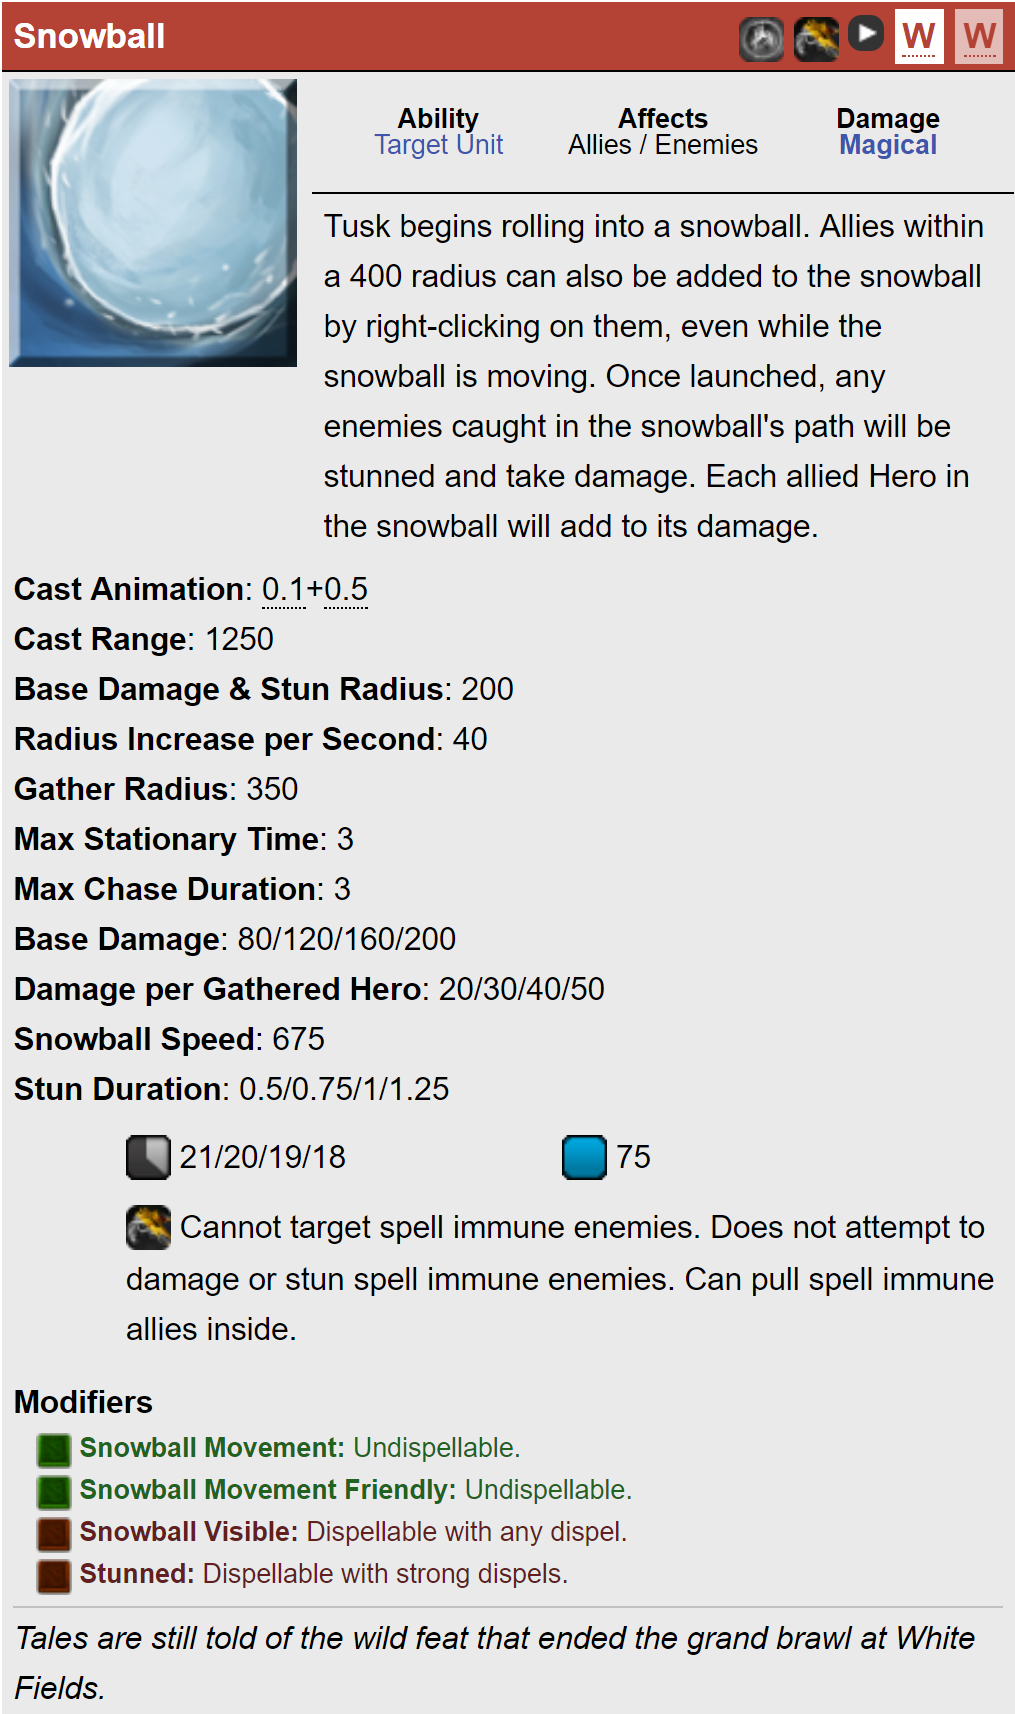 Snowball
W W
Ability Affects Damage
Target Unit Allies / Enemies Magical
Tusk begins rolling into a snowball. Allies within
a 400 radius can also be added to the snowball
by right-clicking on them, even while the
snowball is moving. Once launched, any
enemies caught in the snowball's path will be
stunned and take damage. Each allied Hero in
the snowball will add to its damage.
Cast Animation: 0.1+0.5
Cast Range: 1250
Base Damage & Stun Radius: 200
Radius Increase per Second: 40
Gather Radius: 350
Max Stationary Time: 3
Max Chase Duration: 3
Base Damage: 80/120/160/200
Damage per Gathered Hero: 20/30/40/50
Snowball Speed: 675
Stun Duration: 0.5/0.75/1/1.25
21/20/19/18 75
Cannot target spell immune enemies. Does not attempt to
damage or stun spell immune enemies. Can pull spell immune
allies inside.
Modifiers
Snowball Movement: Undispellable.
Snowball Movement Friendly: Undispellable.
Snowball Visible: Dispellable with any dispel.
Stunned: Dispellable with strong dispels.
Tales are still told of the wild feat that ended the grand brawl at White
Fields.